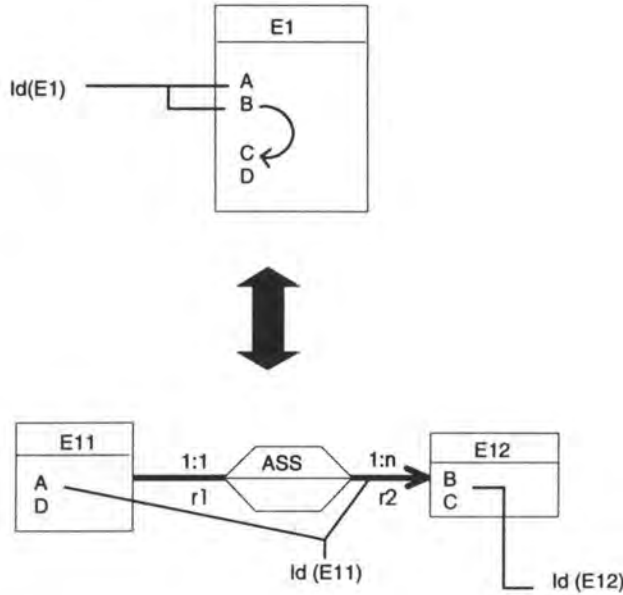 E1
Id(E1)
A
B
C
D
E11
A
D
1:1
r1
ASS
1:n
r2
E12
B
C
Id (E11)
Id (E12)